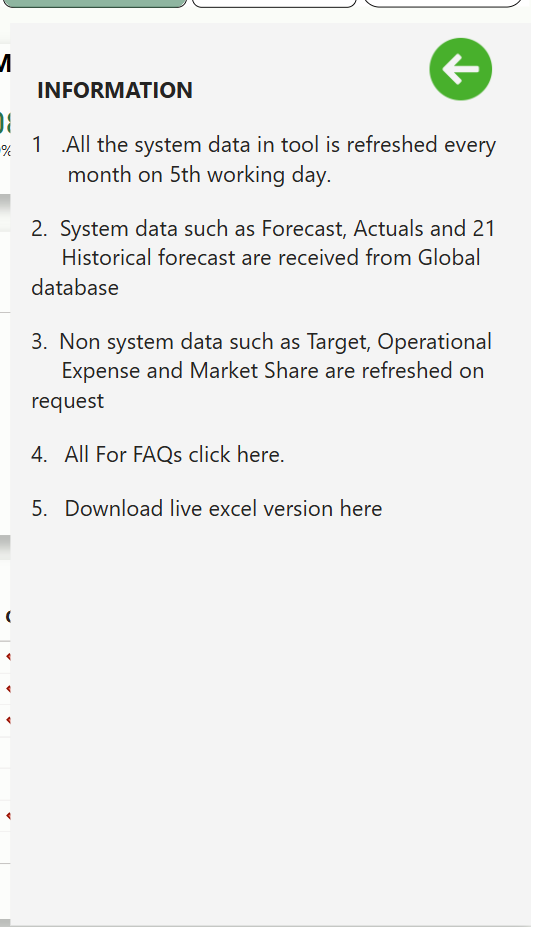 INFORMATION
1 .All the system data in tool is refreshed every
month on 5th working day.
2. System data such as Forecast, Actuals and 21
Historical forecast are received from Global
database
3. Non system data such as Target, Operational
Expense and Market Share are refreshed on
request
4. All For FAQs click here.
5. Download live excel version here